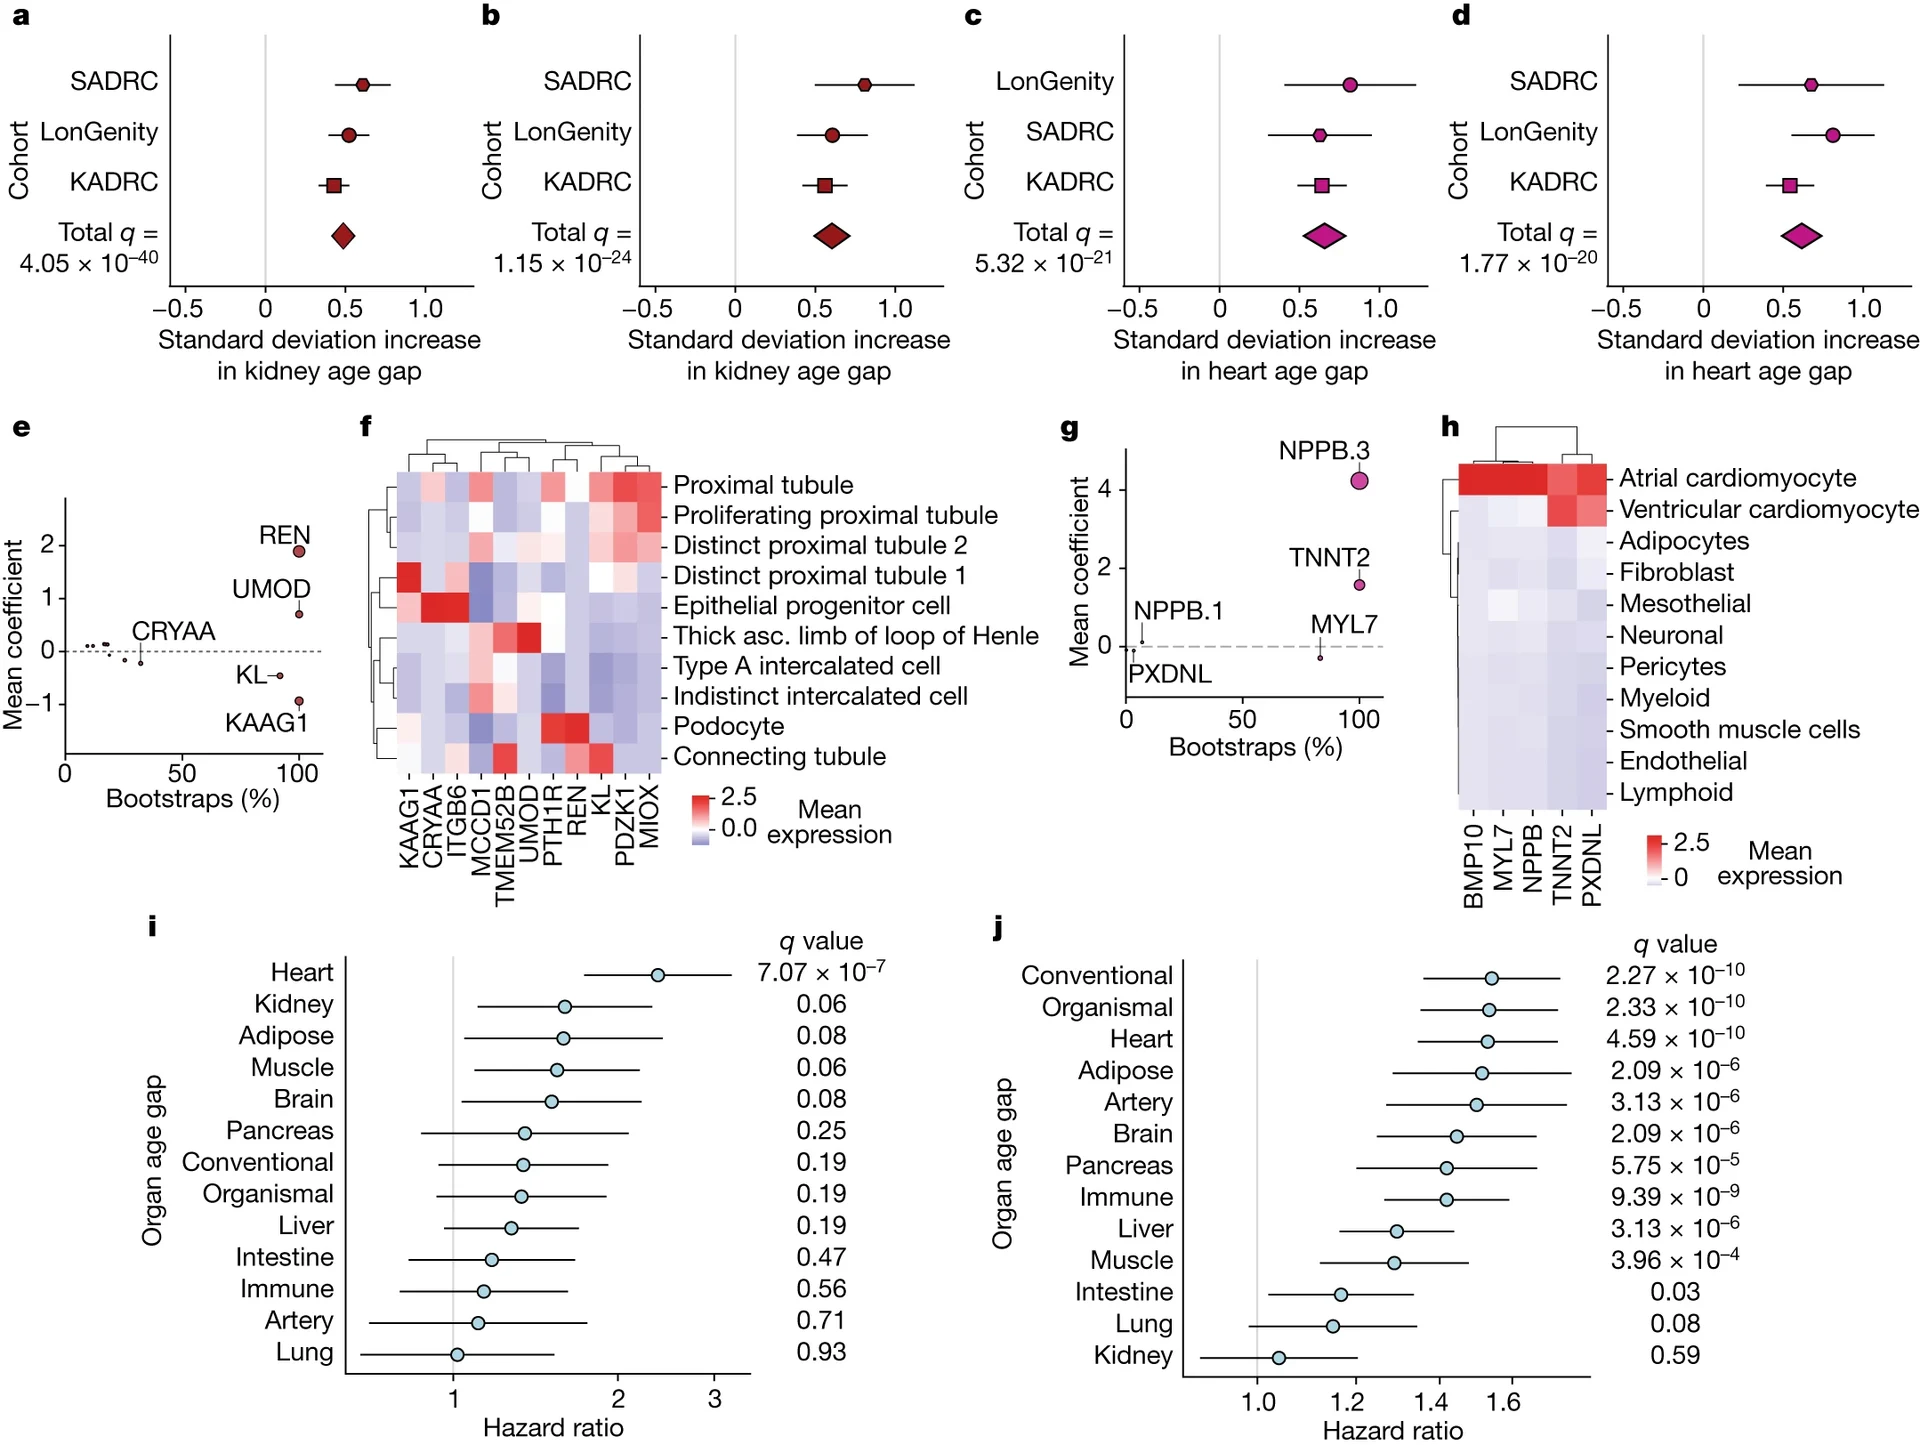 a
SADRC
LonGenity
KADRC
Total q =
4.05 × 10⁻⁴⁰
Cohort
−0.5 0 0.5 1.0
Standard deviation increase
in kidney age gap
b
SADRC
LonGenity
KADRC
Total q =
1.15 × 10⁻²⁴
Cohort
−0.5 0 0.5 1.0
Standard deviation increase
in kidney age gap
c
LonGenity
SADRC
KADRC
Total q =
5.32 × 10⁻²¹
Cohort
−0.5 0 0.5 1.0
Standard deviation increase
in heart age gap
d
SADRC
LonGenity
KADRC
Total q =
1.77 × 10⁻²⁰
Cohort
−0.5 0 0.5 1.0
Standard deviation increase
in heart age gap
e
Mean coefficient
2
1
0
−1
REN
UMOD
CRYAA
KL
KAAG1
0 50 100
Bootstraps (%)
f
Proximal tubule
Proliferating proximal tubule
Distinct proximal tubule 2
Distinct proximal tubule 1
Epithelial progenitor cell
Thick asc. limb of loop of Henle
Type A intercalated cell
Indistinct intercalated cell
Podocyte
Connecting tubule
KAAG1
CRYAA
ITGB6
MCCD1
TMEM52B
UMOD
PTH1R
REN
KL
PDZK1
MIOX
2.5
0.0
Mean
expression
g
Mean coefficient
4
2
0
NPPB.3
TNNT2
NPPB.1
MYL7
PXDNL
0 50 100
Bootstraps (%)
h
Atrial cardiomyocyte
Ventricular cardiomyocyte
Adipocytes
Fibroblast
Mesothelial
Neuronal
Pericytes
Myeloid
Smooth muscle cells
Endothelial
Lymphoid
BMP10
MYL7
NPPB
TNNT2
PXDNL
2.5
0
Mean
expression
i
q value
Heart 7.07 × 10⁻⁷
Kidney 0.06
Adipose 0.08
Muscle 0.06
Brain 0.08
Pancreas 0.25
Conventional 0.19
Organismal 0.19
Liver 0.19
Intestine 0.47
Immune 0.56
Artery 0.71
Lung 0.93
Organ age gap
1 2 3
Hazard ratio
j
q value
Conventional 2.27 × 10⁻¹⁰
Organismal 2.33 × 10⁻¹⁰
Heart 4.59 × 10⁻¹⁰
Adipose 2.09 × 10⁻⁶
Artery 3.13 × 10⁻⁶
Brain 2.09 × 10⁻⁶
Pancreas 5.75 × 10⁻⁵
Immune 9.39 × 10⁻⁹
Liver 3.13 × 10⁻⁶
Muscle 3.96 × 10⁻⁴
Intestine 0.03
Lung 0.08
Kidney 0.59
Organ age gap
1.0 1.2 1.4 1.6
Hazard ratio